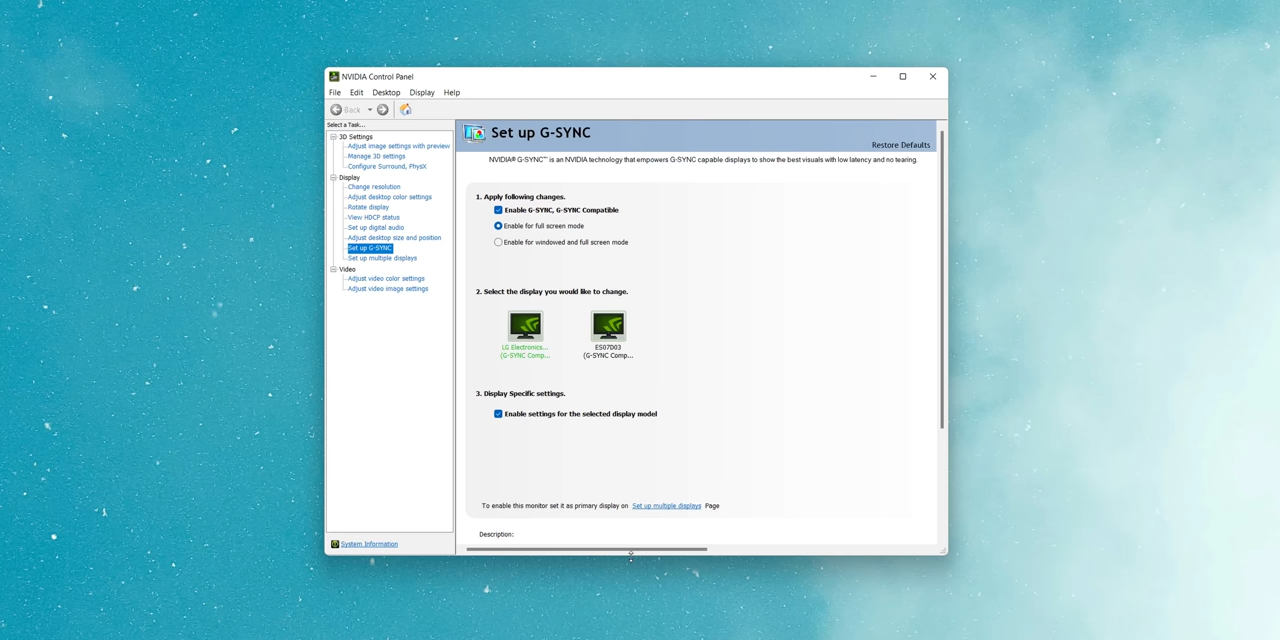 NVIDIA Control Panel
File Edit Desktop Display Help
Back
Select a Task...
3D Settings
Adjust image settings with preview
Manage 3D settings
Configure Surround, PhysX
Display
Change resolution
Adjust desktop color settings
Rotate display
View HDCP status
Set up digital audio
Adjust desktop size and position
Set up G-SYNC
Set up multiple displays
Video
Adjust video color settings
Adjust video image settings
System Information
Set up G-SYNC
Restore Defaults
NVIDIA® G-SYNC™ is an NVIDIA technology that empowers G-SYNC capable displays to show the best visuals with low latency and no tearing.
1. Apply following changes.
Enable G-SYNC, G-SYNC Compatible
Enable for full screen mode
Enable for windowed and full screen mode
2. Select the display you would like to change.
LG Electronics...
(G-SYNC Comp...
ES07D03
(G-SYNC Comp...
3. Display Specific settings.
Enable settings for the selected display model
To enable this monitor set it as primary display on Set up multiple displays Page
Description: